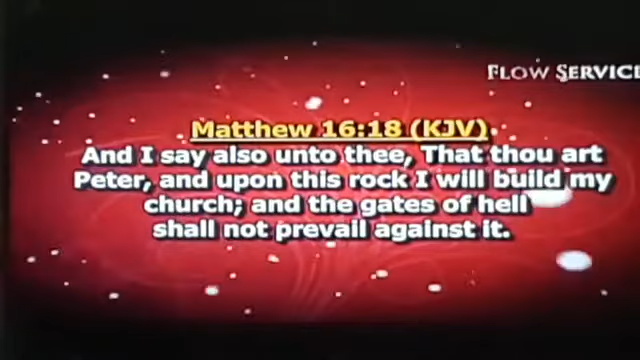 FLOW SERVICE
Matthew 16:18 (KJV)
And I say also unto thee, That thou art
Peter, and upon this rock I will build my
church; and the gates of hell
shall not prevail against it.